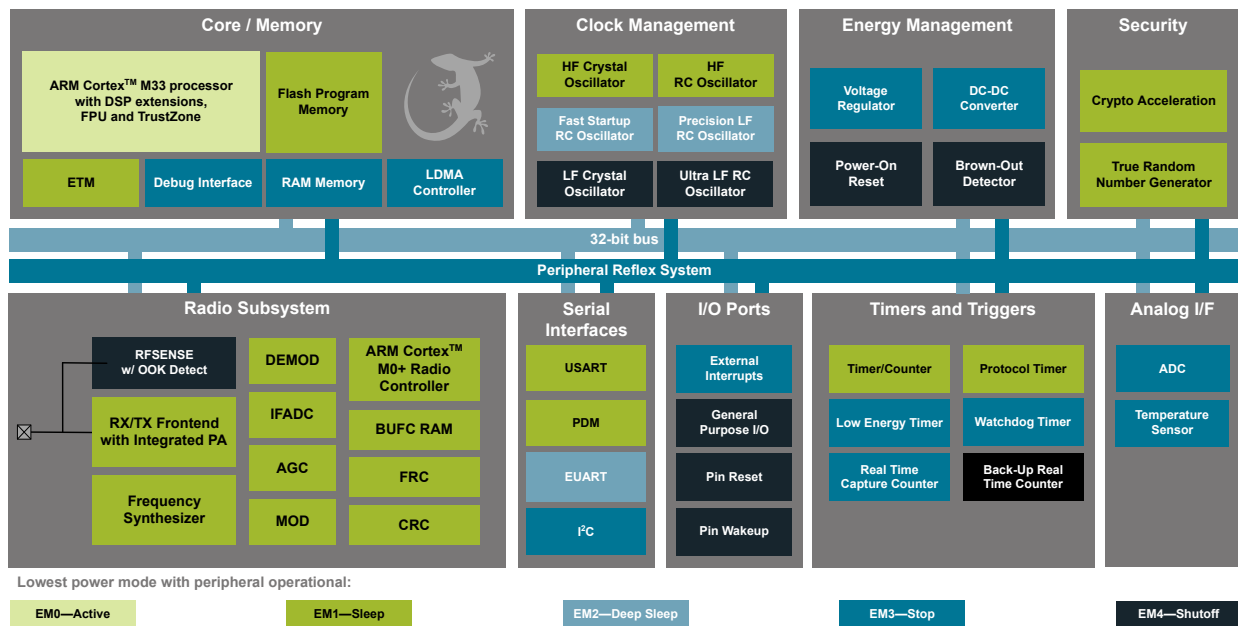 Core / Memory
ARM Cortex™ M33 processor
with DSP extensions,
FPU and TrustZone
Flash Program
Memory
ETM
Debug Interface
RAM Memory
LDMA
Controller
Clock Management
HF Crystal
Oscillator
HF
RC Oscillator
Fast Startup
RC Oscillator
Precision LF
RC Oscillator
LF Crystal
Oscillator
Ultra LF RC
Oscillator
Energy Management
Voltage
Regulator
DC-DC
Converter
Power-On
Reset
Brown-Out
Detector
Security
Crypto Acceleration
True Random
Number Generator
32-bit bus
Peripheral Reflex System
Radio Subsystem
RFSENSE
w/ OOK Detect
RX/TX Frontend
with Integrated PA
Frequency
Synthesizer
DEMOD
IFADC
AGC
MOD
ARM Cortex™
M0+ Radio
Controller
BUFC RAM
FRC
CRC
Serial
Interfaces
USART
PDM
EUART
I²C
I/O Ports
External
Interrupts
General
Purpose I/O
Pin Reset
Pin Wakeup
Timers and Triggers
Timer/Counter
Protocol Timer
Low Energy Timer
Watchdog Timer
Real Time
Capture Counter
Back-Up Real
Time Counter
Analog I/F
ADC
Temperature
Sensor
Lowest power mode with peripheral operational:
EM0—Active
EM1—Sleep
EM2—Deep Sleep
EM3—Stop
EM4—Shutoff